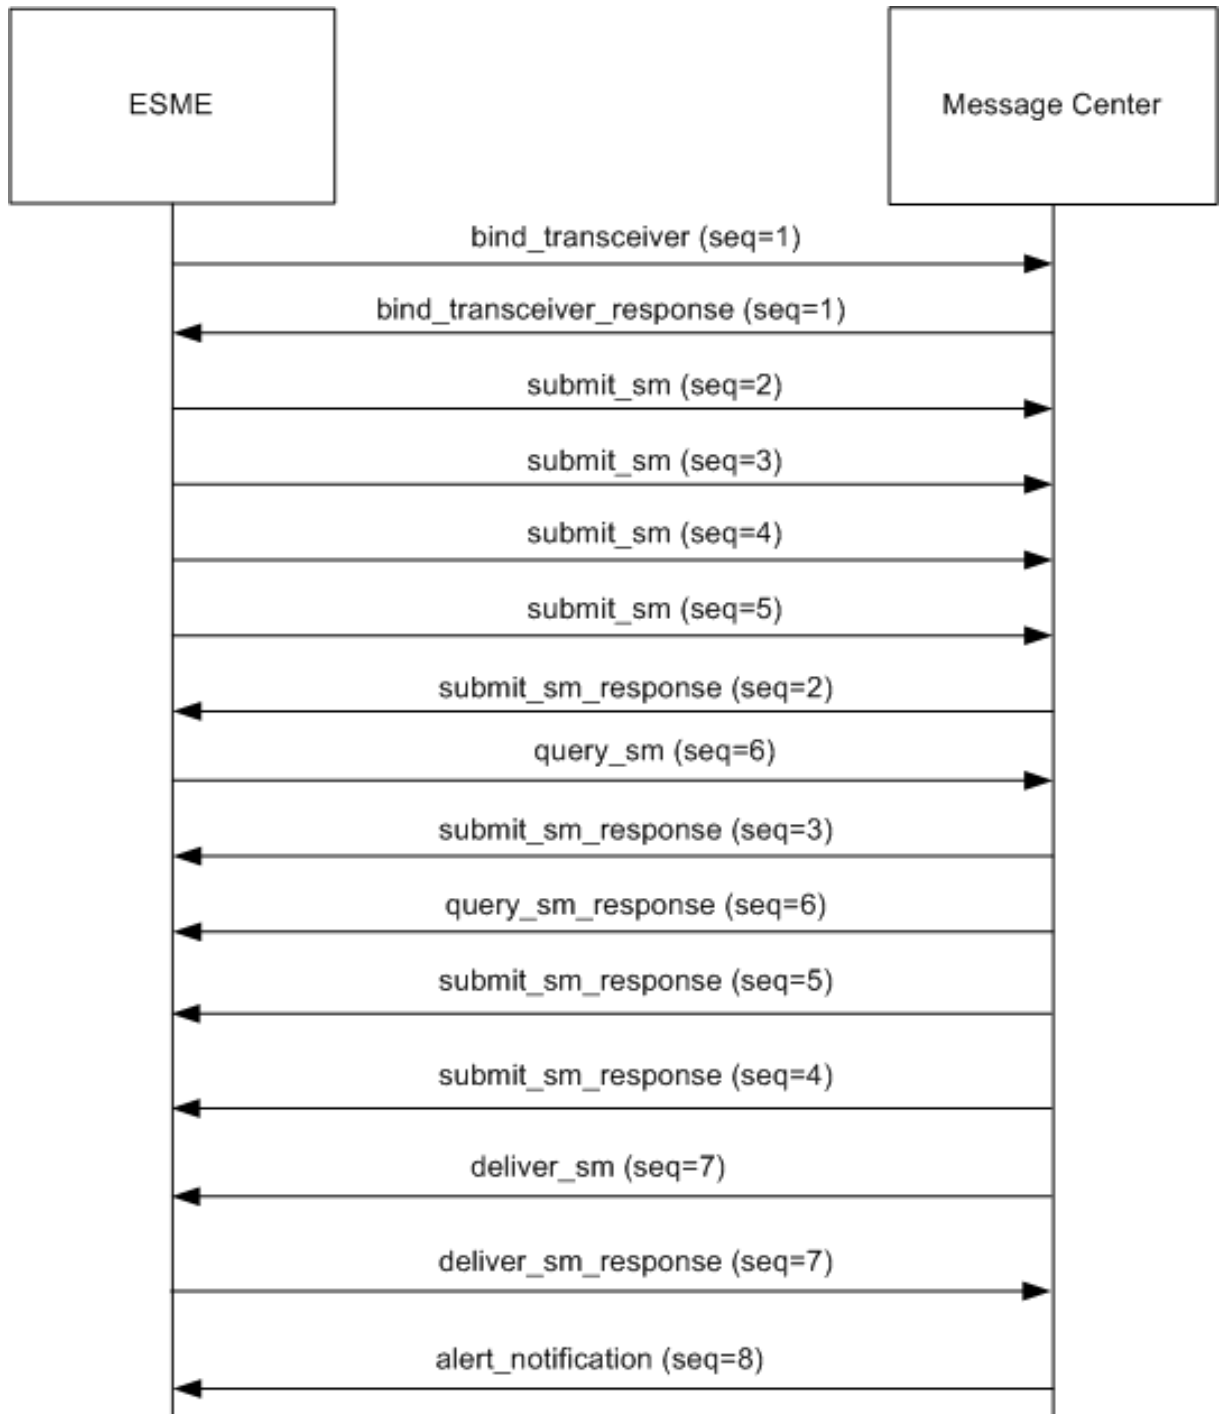 ESME
Message Center
bind_transceiver (seq=1)
bind_transceiver_response (seq=1)
submit_sm (seq=2)
submit_sm (seq=3)
submit_sm (seq=4)
submit_sm (seq=5)
submit_sm_response (seq=2)
query_sm (seq=6)
submit_sm_response (seq=3)
query_sm_response (seq=6)
submit_sm_response (seq=5)
submit_sm_response (seq=4)
deliver_sm (seq=7)
deliver_sm_response (seq=7)
alert_notification (seq=8)